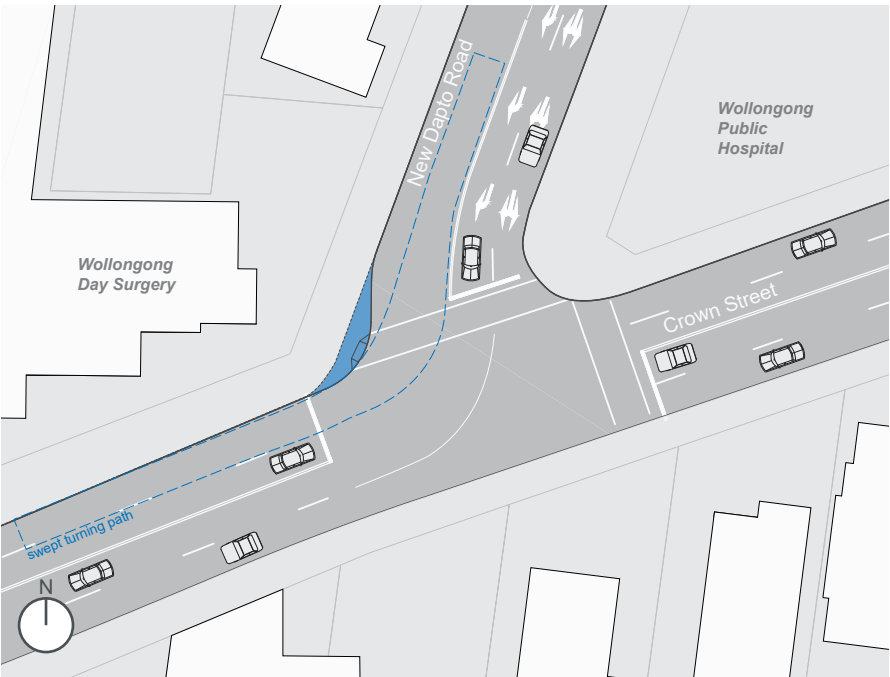 New Dapto Road
Wollongong
Public
Hospital
Wollongong
Day Surgery
Crown Street
swept turning path
N